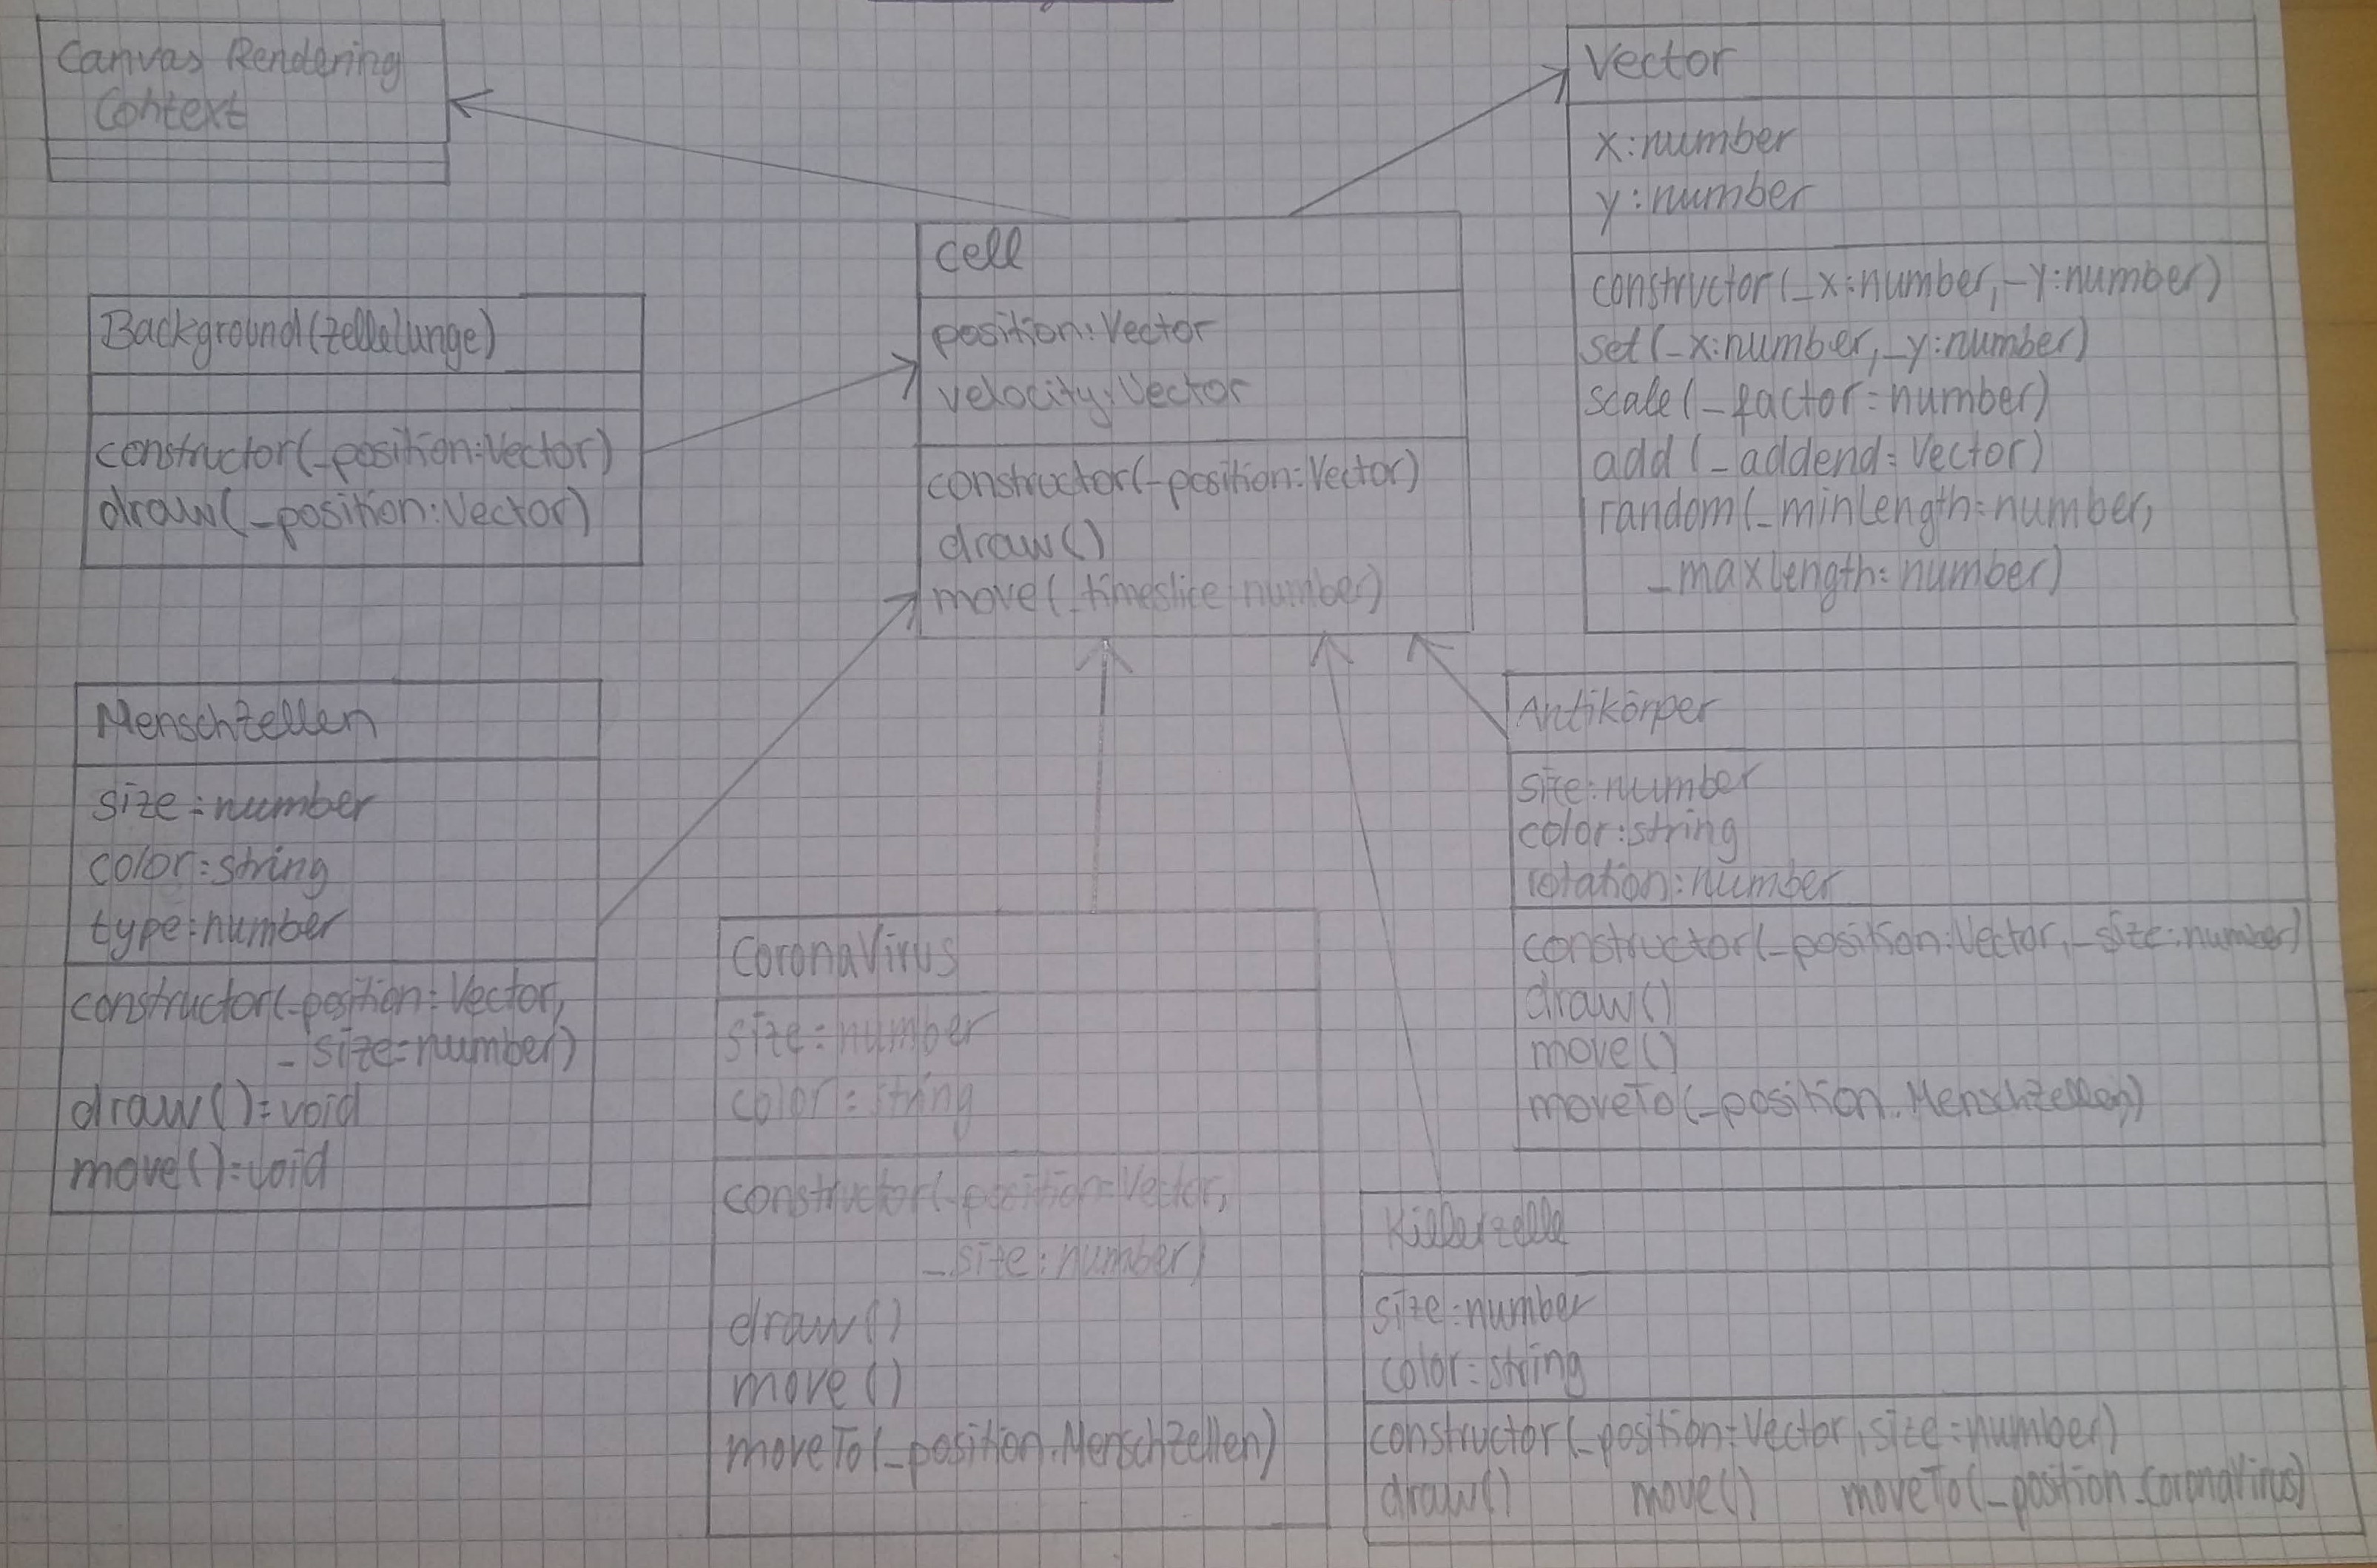 Canvas Rendering
Context
Vector
x:number
y:number
constructor(_x:number,_y:number)
set(_x:number,_y:number)
scale(_factor:number)
add(_addend:Vector)
random(_minLength:number,
_maxLength:number)
cell
position:Vector
velocity:Vector
constructor(_position:Vector)
draw()
move(_timeslice:number)
Background(zelleLunge)
constructor(_position:Vector)
draw(_position:Vector)
MenschZellen
size:number
color:string
type:number
constructor(_position:Vector,
_size:number)
draw():void
move():void
CoronaVirus
size:number
color:string
constructor(_position:Vector,
_size:number)
draw()
move()
moveTo(_position.MenschZellen)
Antikörper
size:number
color:string
rotation:number
constructor(_position:Vector,_size:number)
draw()
move()
moveTo(_position.MenschZellen)
Killerzelle
size:number
color:string
constructor(_position:Vector,size:number)
draw() move() moveTo(_position.CoronaVirus)